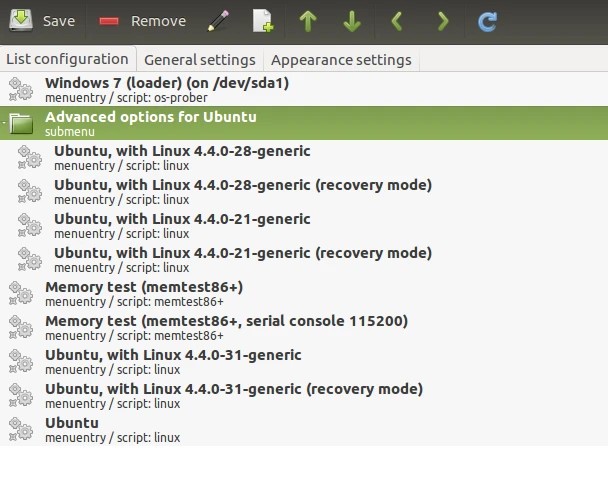 Save Remove
List configuration General settings Appearance settings
Windows 7 (loader) (on /dev/sda1)
menuentry / script: os-prober
Advanced options for Ubuntu
submenu
Ubuntu, with Linux 4.4.0-28-generic
menuentry / script: linux
Ubuntu, with Linux 4.4.0-28-generic (recovery mode)
menuentry / script: linux
Ubuntu, with Linux 4.4.0-21-generic
menuentry / script: linux
Ubuntu, with Linux 4.4.0-21-generic (recovery mode)
menuentry / script: linux
Memory test (memtest86+)
menuentry / script: memtest86+
Memory test (memtest86+, serial console 115200)
menuentry / script: memtest86+
Ubuntu, with Linux 4.4.0-31-generic
menuentry / script: linux
Ubuntu, with Linux 4.4.0-31-generic (recovery mode)
menuentry / script: linux
Ubuntu
menuentry / script: linux